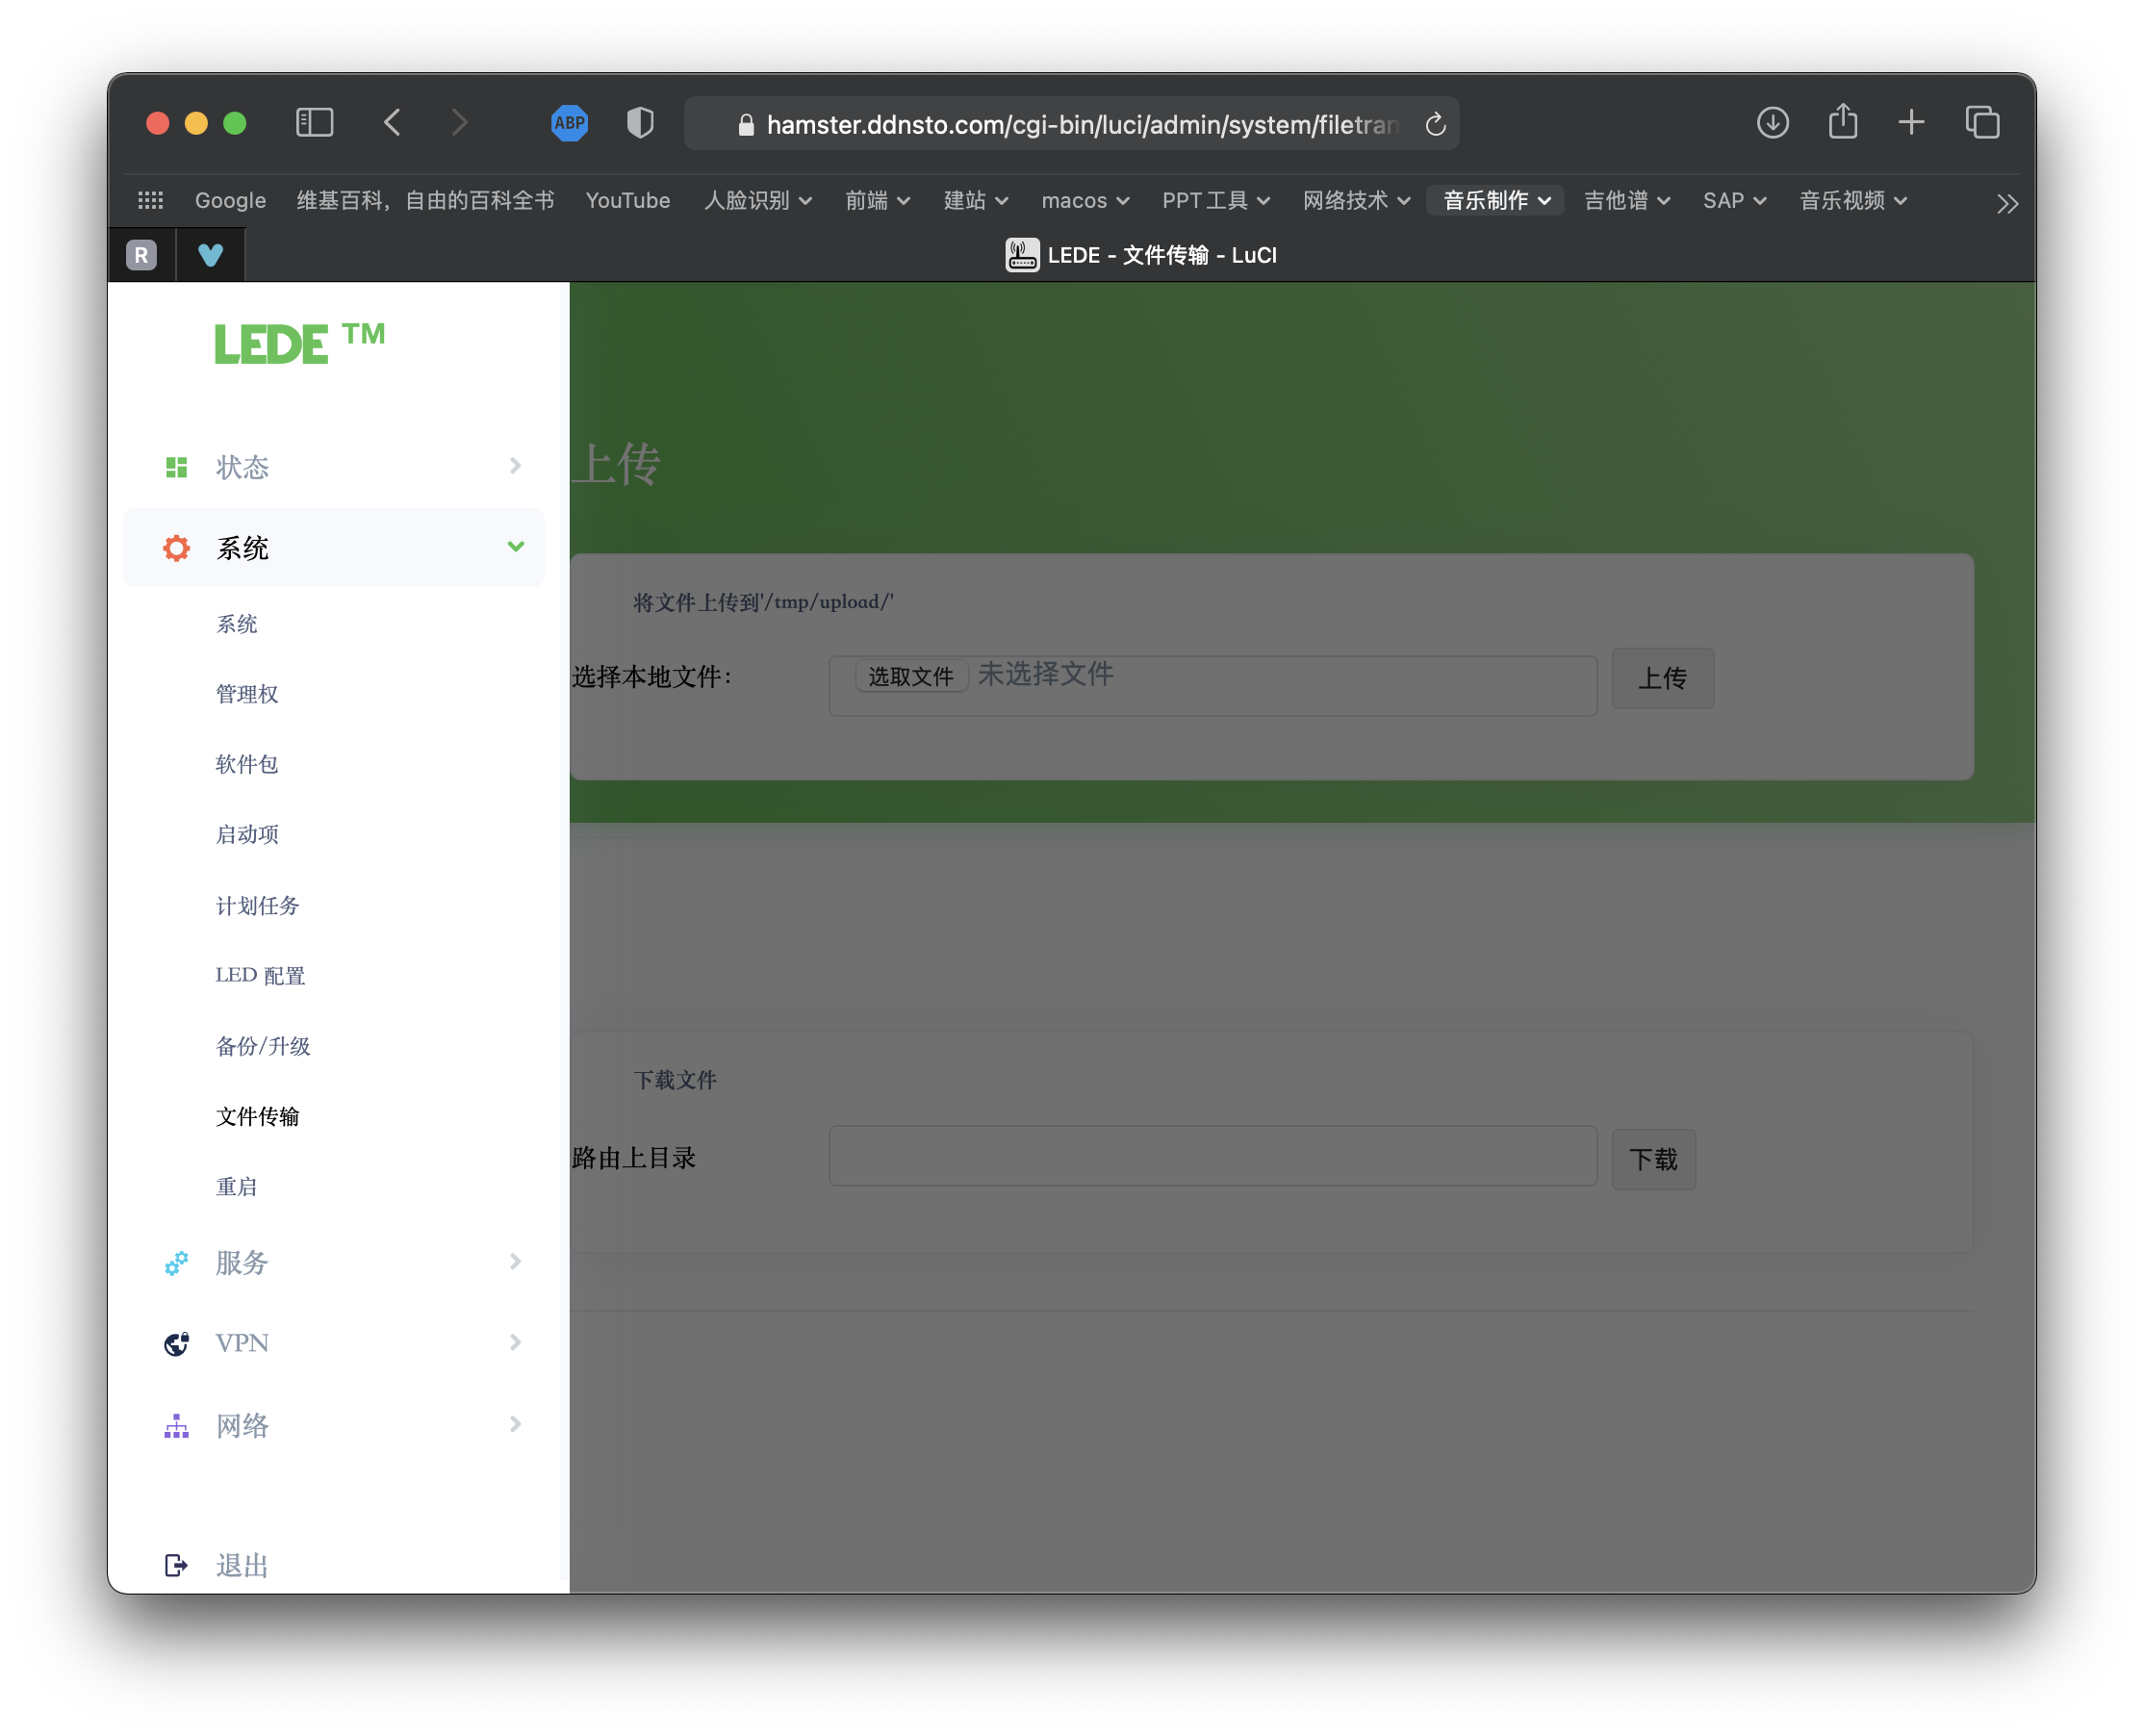 ABP
hamster.ddnsto.com/cgi-bin/luci/admin/system/filetran
Google 维基百科，自由的百科全书 YouTube 人脸识别 前端 建站 macos PPT工具 网络技术 音乐制作 吉他谱 SAP 音乐视频
R LEDE - 文件传输 - LuCI
LEDE ™
状态
系统
系统
管理权
软件包
启动项
计划任务
LED 配置
备份/升级
文件传输
重启
服务
VPN
网络
退出
上传
将文件上传到'/tmp/upload/'
选择本地文件： 选取文件 未选择文件 上传
下载文件
路由上目录 下载